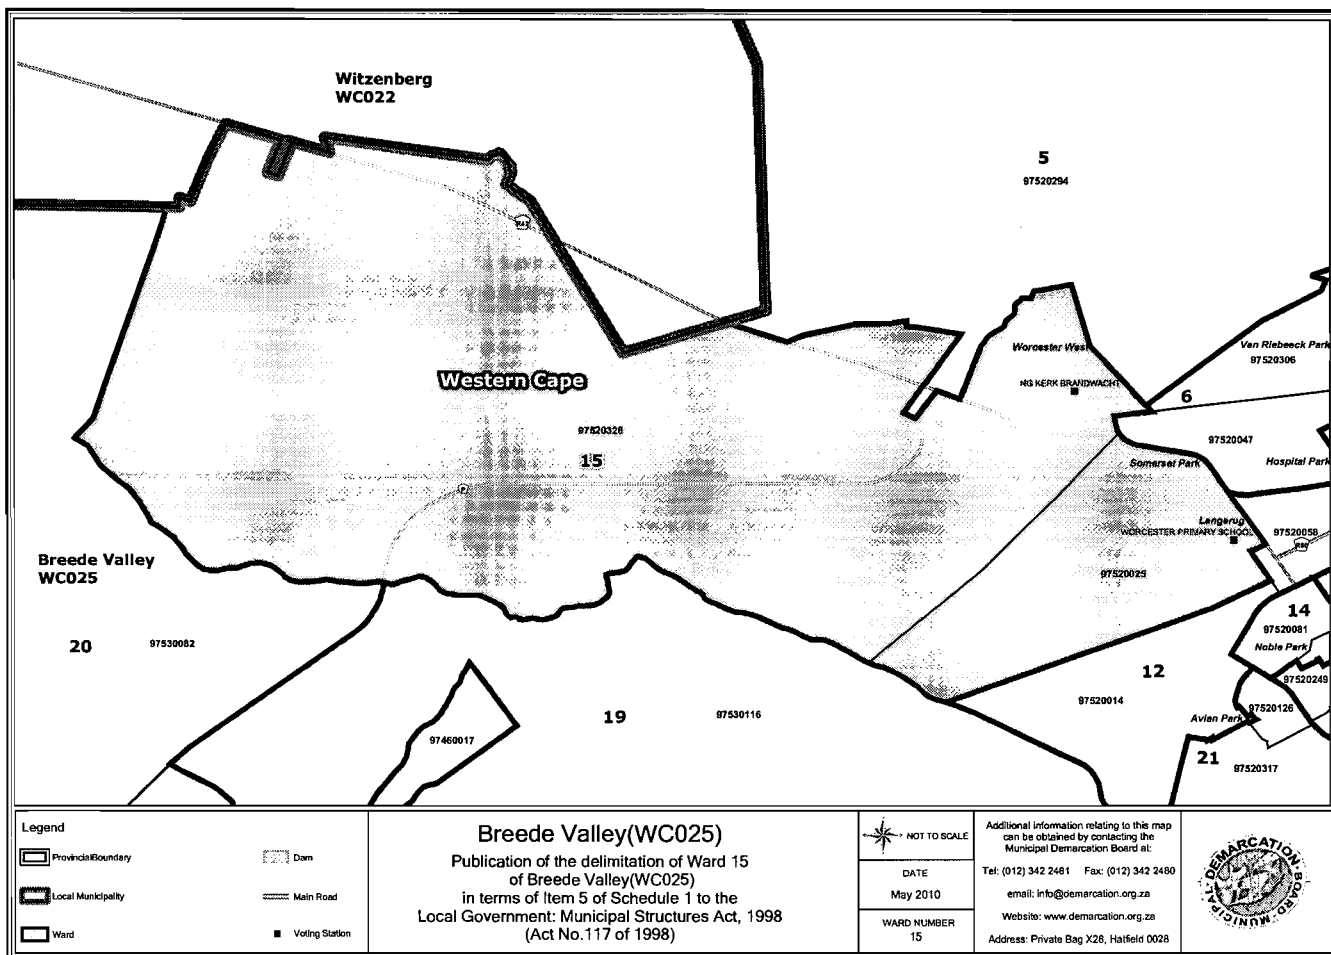 Witzenberg
WC022
5
97520294
R43
Worcester West
Van Riebeeck Park
97520306
Western Cape
NG KERK BRANDWACHT
6
97520328
97520047
15
Somerset Park
Hospital Park
Langerug
WORCESTER PRIMARY SCHOOL
97520058
Breede Valley
WC025
97520025
14
97520081
20
97530082
Noble Park
12
97520249
97520014
97520126
19
97530116
Avian Park
97460017
21
97520317
Legend
ProvincialBoundary
Dam
Local Municipality
Main Road
Ward
Voting Station
Breede Valley(WC025)
Publication of the delimitation of Ward 15
of Breede Valley(WC025)
in terms of Item 5 of Schedule 1 to the
Local Government: Municipal Structures Act, 1998
(Act No.117 of 1998)
NOT TO SCALE
DATE
May 2010
WARD NUMBER
15
Additional information relating to this map
can be obtained by contacting the
Municipal Demarcation Board at:
Tel: (012) 342 2481 Fax: (012) 342 2480
email: info@demarcation.org.za
Website: www.demarcation.org.za
Address: Private Bag X28, Hatfield 0028
MUNICIPAL DEMARCATION BOARD